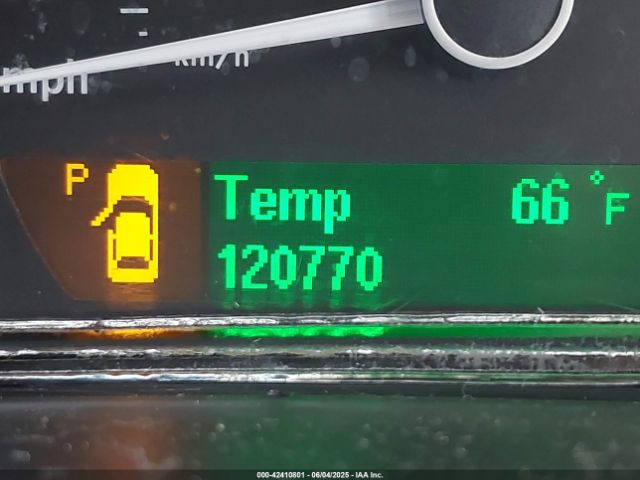 km/h
mph
P
Temp 66 °F
120770
000-42410801 - 06/04/2025 - IAA Inc.